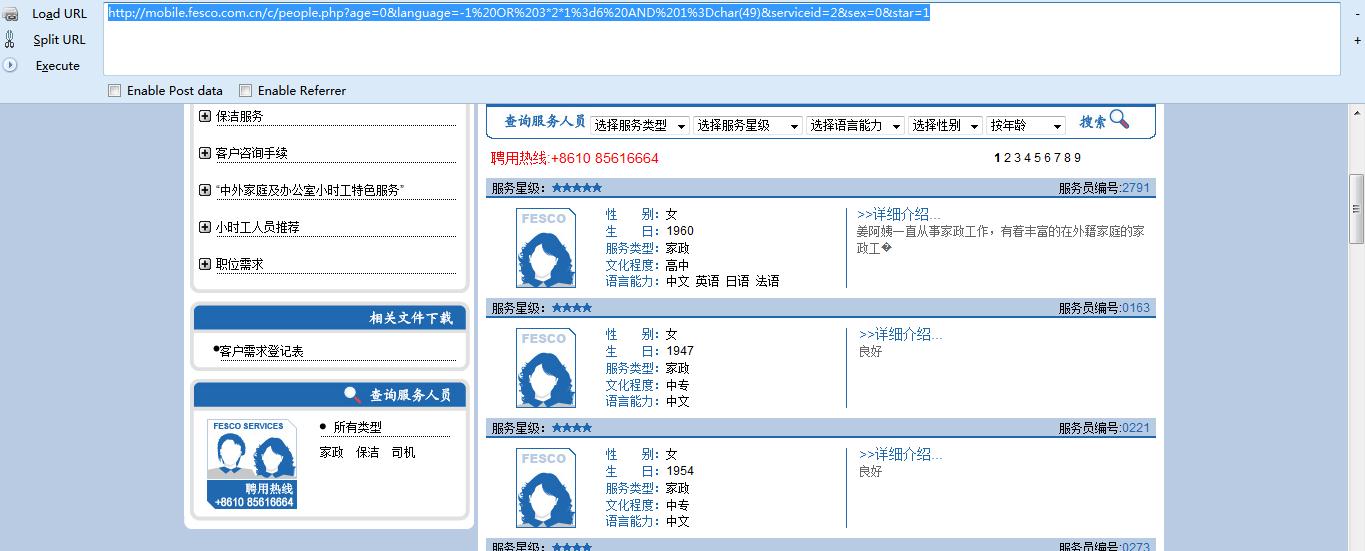 Load URL
http://mobile.fesco.com.cn/c/people.php?age=0&language=-1%20OR%203*2*1%3d6%20AND%201%3Dchar(49)&serviceid=2&sex=0&star=1
-
Split URL
+
Execute
Enable Post data Enable Referrer
保洁服务
客户咨询手续
“中外家庭及办公室小时工特色服务”
小时工人员推荐
职位需求
相关文件下载
客户需求登记表
查询服务人员
FESCO SERVICES
聘用热线
+8610 85616664
所有类型
家政 保洁 司机
查询服务人员 选择服务类型 选择服务星级 选择语言能力 选择性别 按年龄 搜索
聘用热线:+8610 85616664
1 2 3 4 5 6 7 8 9
服务星级: ★★★★★ 服务员编号:2791
FESCO
性 别: 女
生 日: 1960
服务类型: 家政
文化程度: 高中
语言能力: 中文 英语 日语 法语
>>详细介绍...
姜阿姨一直从事家政工作，有着丰富的在外籍家庭的家
政工�
服务星级: ★★★★ 服务员编号:0163
FESCO
性 别: 女
生 日: 1947
服务类型: 家政
文化程度: 中专
语言能力: 中文
>>详细介绍...
良好
服务星级: ★★★★ 服务员编号:0221
FESCO
性 别: 女
生 日: 1954
服务类型: 家政
文化程度: 中专
语言能力: 中文
>>详细介绍...
良好
服务星级: ★★★★ 服务员编号:0273